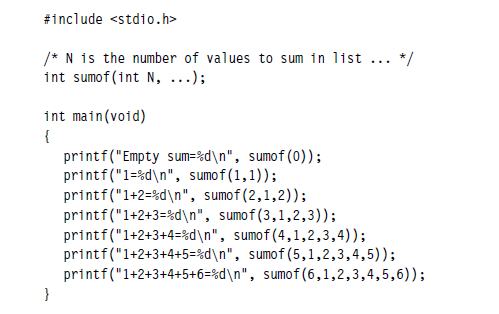 #include <stdio.h>
/* N is the number of values to sum in list ... */
int sumof(int N, ...);
int main(void)
{
printf("Empty sum=%d\n", sumof(0));
printf("1=%d\n", sumof(1,1));
printf("1+2=%d\n", sumof(2,1,2));
printf("1+2+3=%d\n", sumof(3,1,2,3));
printf("1+2+3+4=%d\n", sumof(4,1,2,3,4));
printf("1+2+3+4+5=%d\n", sumof(5,1,2,3,4,5));
printf("1+2+3+4+5+6=%d\n", sumof(6,1,2,3,4,5,6));
}